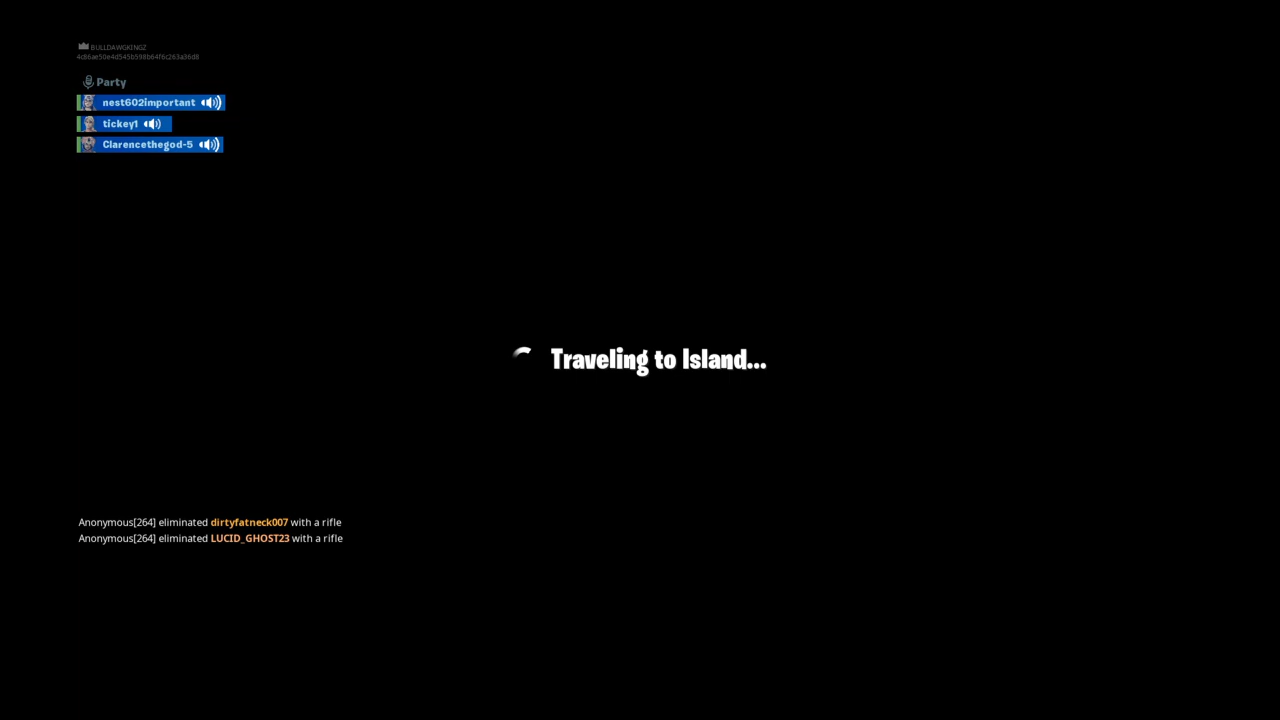 BULLDAWGKINGZ
4d86ae50e4d545b598b64f6c263a36d8
Party
nest602important
tickey1
Clarencethegod-5
Traveling to Island...
Anonymous[264] eliminated dirtyfatneck007 with a rifle
Anonymous[264] eliminated LUCID_GHOST23 with a rifle